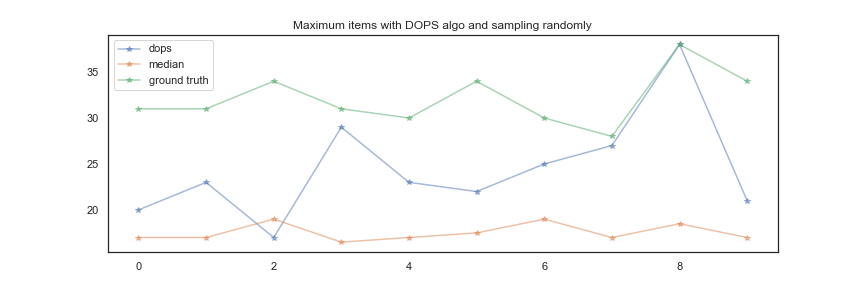 Maximum items with DOPS algo and sampling randomly
dops
median
ground truth
35
30
25
20
0 2 4 6 8